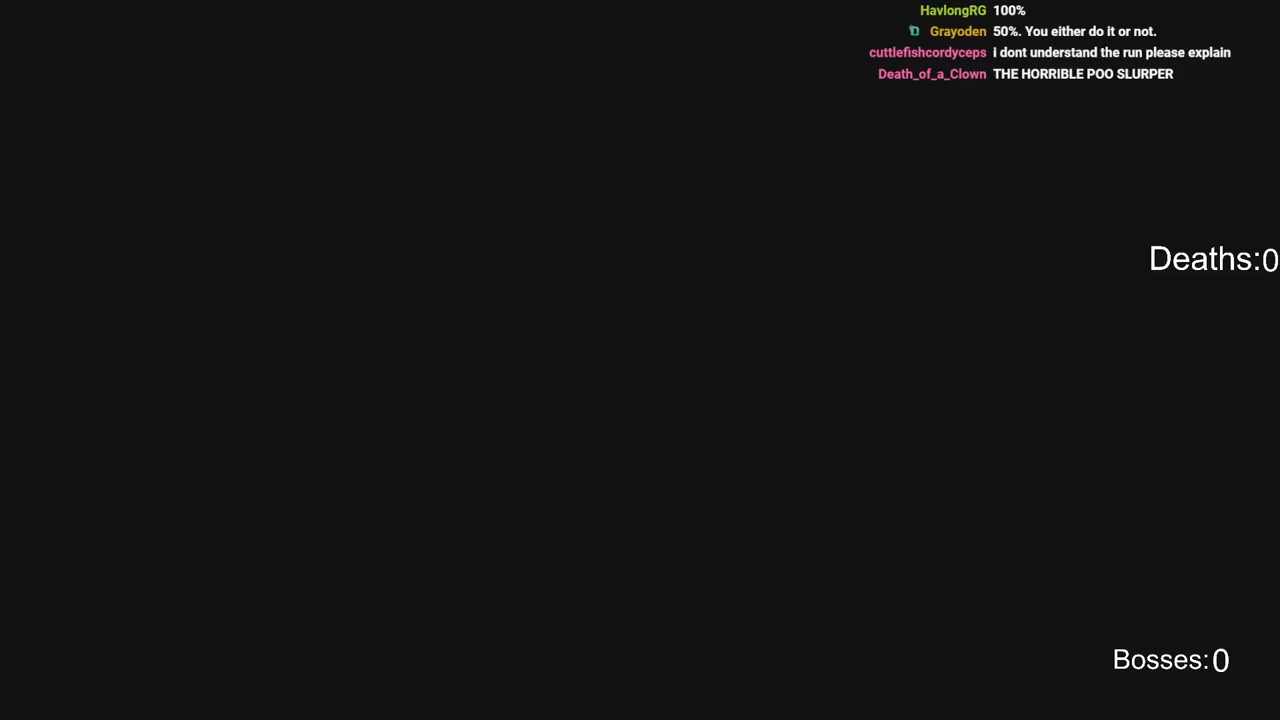 HavlongRG 100%
Grayoden 50%. You either do it or not.
cuttlefishcordyceps i dont understand the run please explain
Death_of_a_Clown THE HORRIBLE POO SLURPER
Deaths:0
Bosses:0